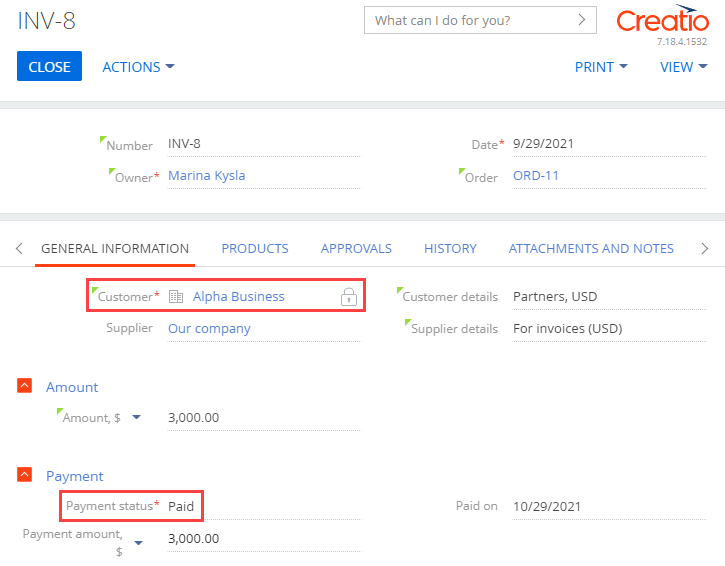 INV-8
What can I do for you?
Creatio
7.18.4.1532
CLOSE ACTIONS PRINT VIEW
Number INV-8 Date* 9/29/2021
Owner* Marina Kysla Order ORD-11
GENERAL INFORMATION PRODUCTS APPROVALS HISTORY ATTACHMENTS AND NOTES
Customer* Alpha Business Customer details Partners, USD
Supplier Our company Supplier details For invoices (USD)
Amount
Amount, $ 3,000.00
Payment
Payment status* Paid Paid on 10/29/2021
Payment amount, $ 3,000.00